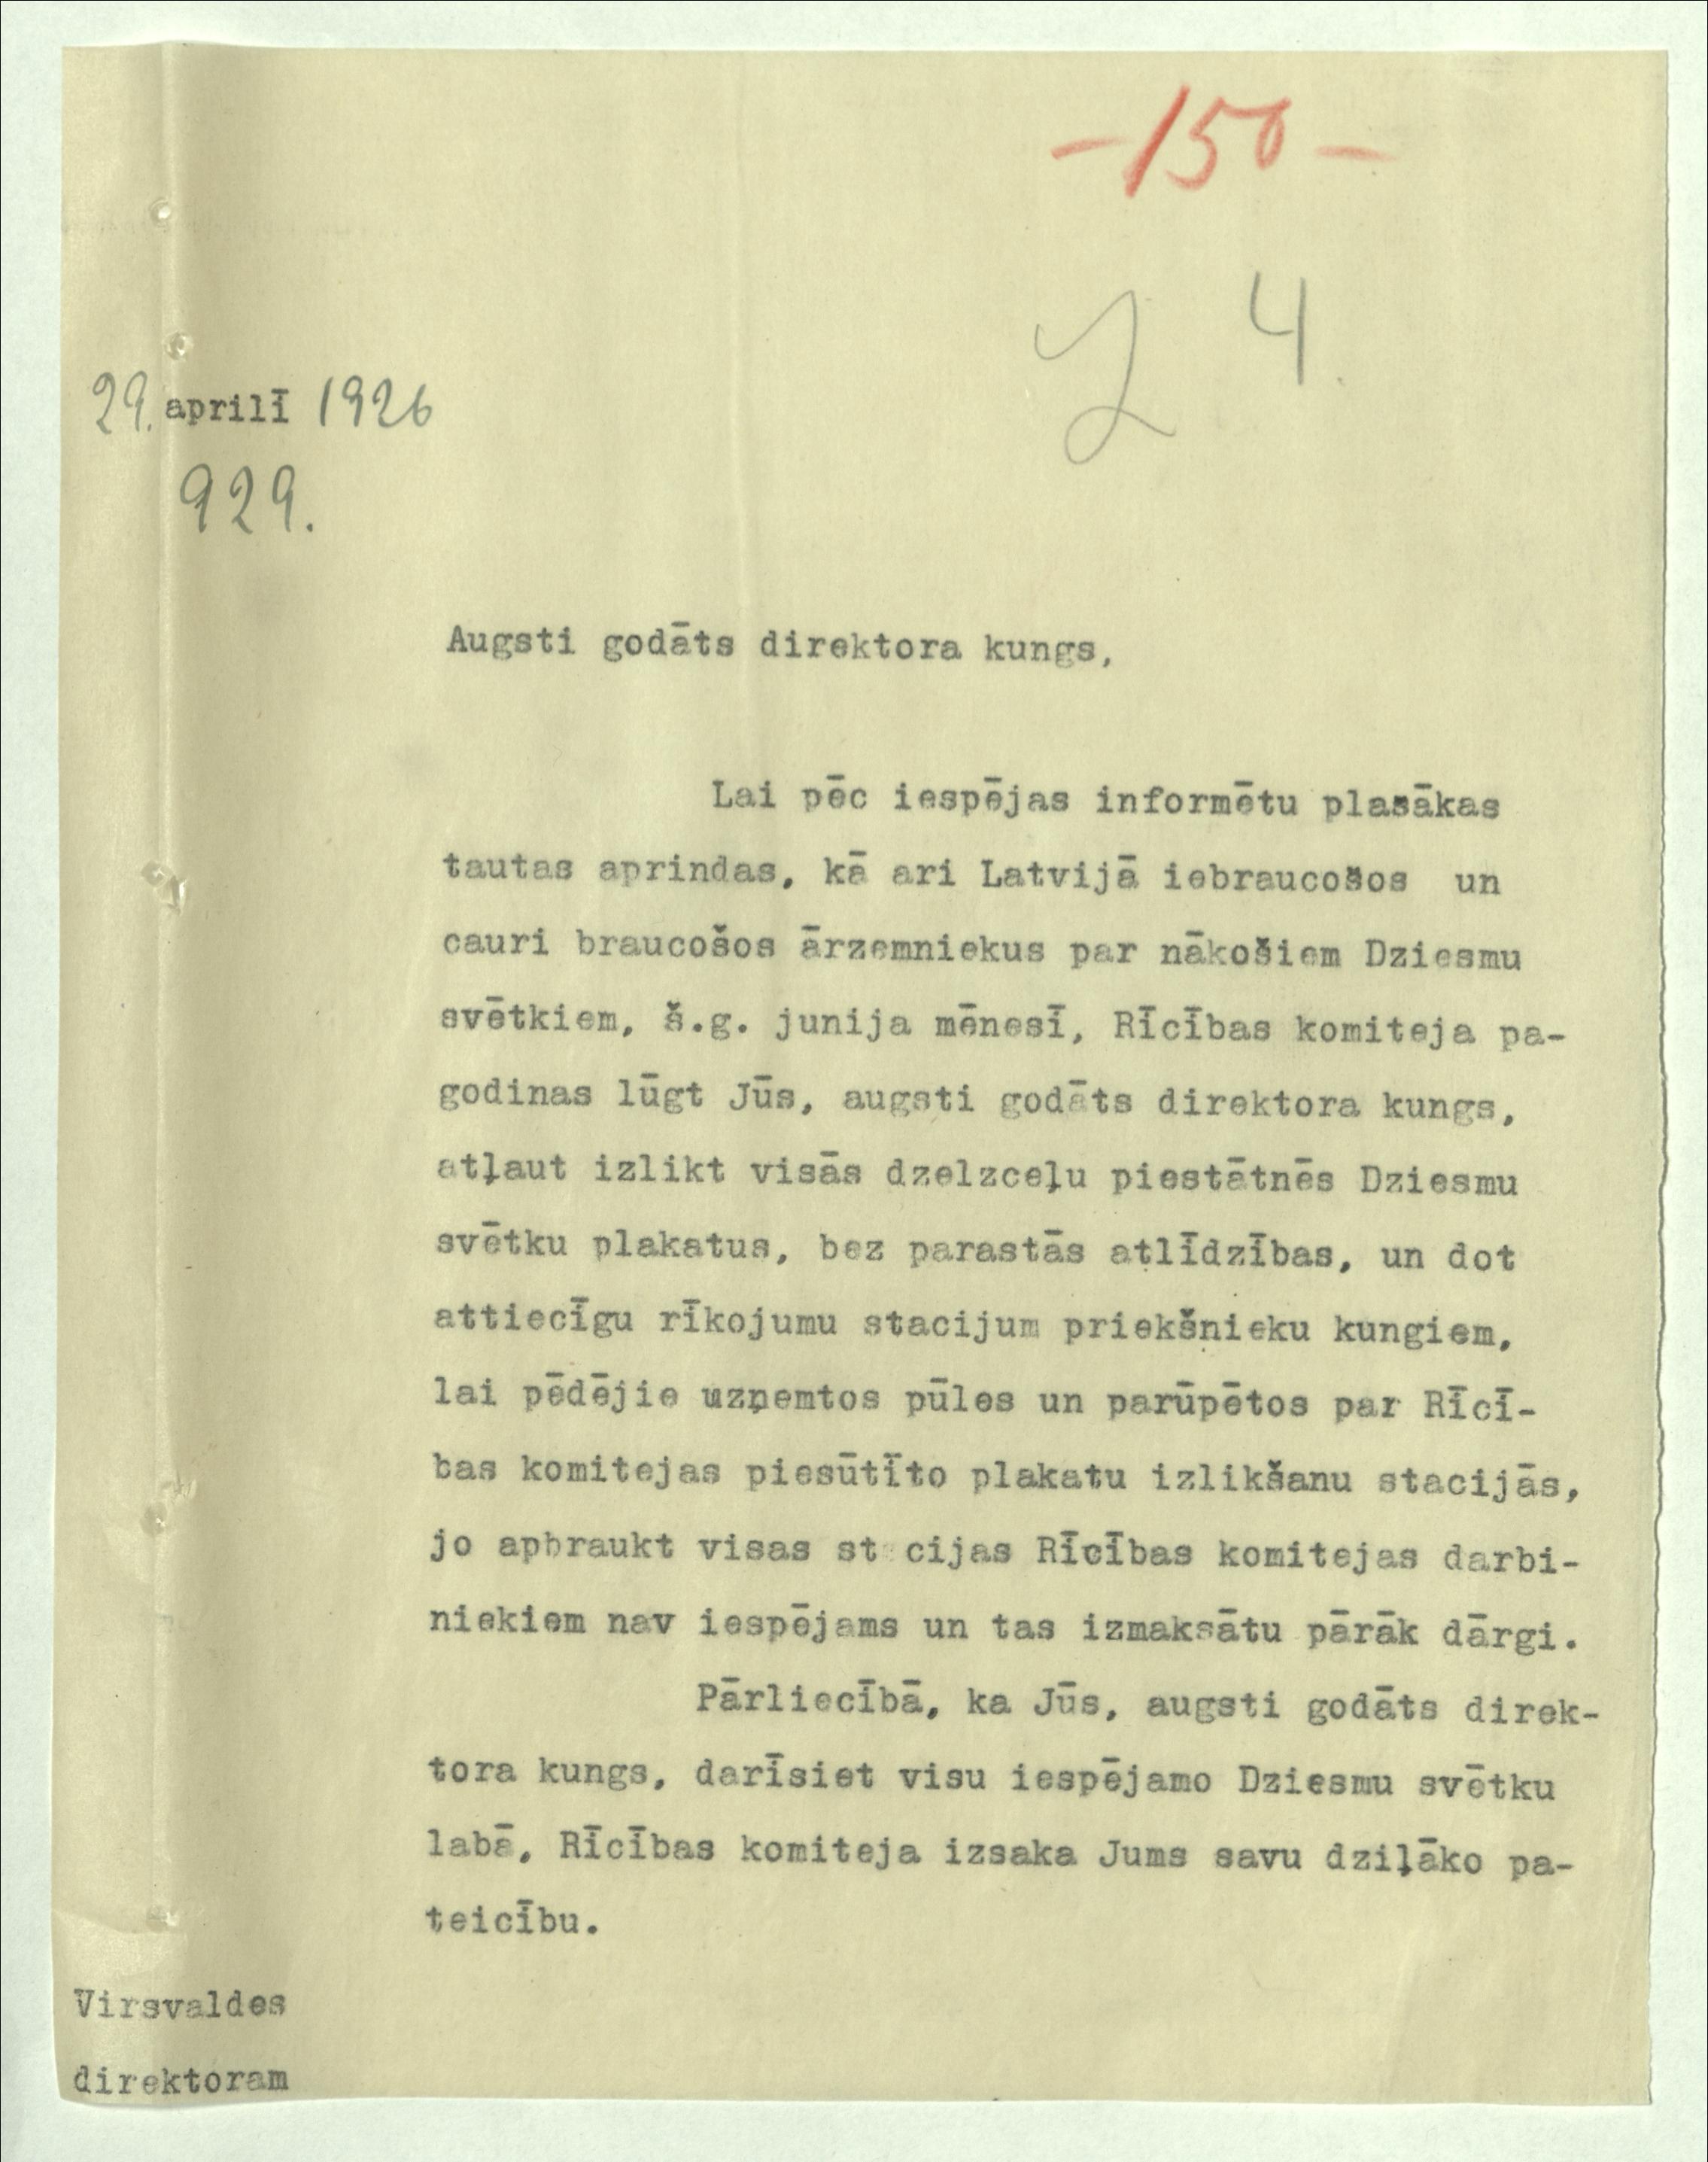 -150-
4.
29. aprilī 1926
929.
Augsti godāts direktora kungs,
Lai pēc iespējas informētu plašākas
tautas aprindas, kā ari Latvijā iebraucošos un
cauri braucošos ārzemniekus par nākošiem Dziesmu
svētkiem, š.g. junija mēnesī, Rīcības komiteja pa-
godinas lūgt Jūs, augsti godāts direktora kungs,
atļaut izlikt visās dzelzceļu piestātnēs Dziesmu
svētku plakatus, bez parastās atlīdzības, un dot
attiecīgu rīkojumu stacijum priekšnieku kungiem,
lai pēdējie uzņemtos pūles un parūpētos par Rīcī-
bas komitejas piesūtīto plakatu izlikšanu stacijās,
jo apbraukt visas stacijas Rīcības komitejas darbi-
niekiem nav iespējams un tas izmaksātu pārāk dārgi.
Pārliecībā, ka Jūs, augsti godāts direk-
tora kungs, darīsiet visu iespējamo Dziesmu svētku
labā, Rīcības komiteja izsaka Jums savu dziļāko pa-
teicību.
Virsvaldes
direktoram